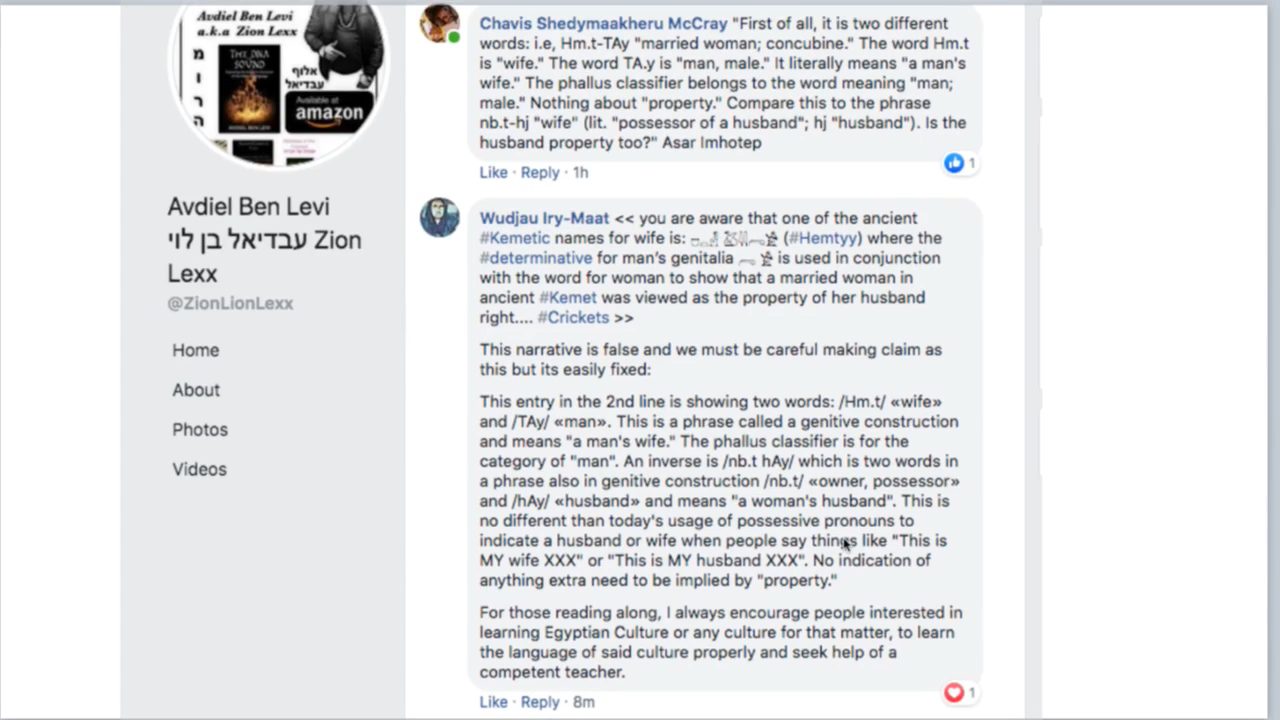 Avdiel Ben Levi
a.k.a Zion Lexx
מ
ו
ר
ה
THE DNA
SOUND
AVDIEL BEN LEVI
אלוף
עבדיאל
Available at
amazon
Avdiel Ben Levi
עבדיאל בן לוי Zion
Lexx
@ZionLionLexx
Home
About
Photos
Videos
Chavis Shedymaakheru McCray "First of all, it is two different
words: i.e, Hm.t-TAy "married woman; concubine." The word Hm.t
is "wife." The word TA.y is "man, male." It literally means "a man's
wife." The phallus classifier belongs to the word meaning "man;
male." Nothing about "property." Compare this to the phrase
nb.t-hj "wife" (lit. "possessor of a husband"; hj "husband"). Is the
husband property too?" Asar Imhotep
1
Like · Reply · 1h
Wudjau Iry-Maat << you are aware that one of the ancient
#Kemetic names for wife is: (#Hemtyy) where the
#determinative for man's genitalia is used in conjunction
with the word for woman to show that a married woman in
ancient #Kemet was viewed as the property of her husband
right.... #Crickets >>
This narrative is false and we must be careful making claim as
this but its easily fixed:
This entry in the 2nd line is showing two words: /Hm.t/ «wife»
and /TAy/ «man». This is a phrase called a genitive construction
and means "a man's wife." The phallus classifier is for the
category of "man". An inverse is /nb.t hAy/ which is two words in
a phrase also in genitive construction /nb.t/ «owner, possessor»
and /hAy/ «husband» and means "a woman's husband". This is
no different than today's usage of possessive pronouns to
indicate a husband or wife when people say things like "This is
MY wife XXX" or "This is MY husband XXX". No indication of
anything extra need to be implied by "property."
For those reading along, I always encourage people interested in
learning Egyptian Culture or any culture for that matter, to learn
the language of said culture properly and seek help of a
competent teacher.
1
Like · Reply · 8m